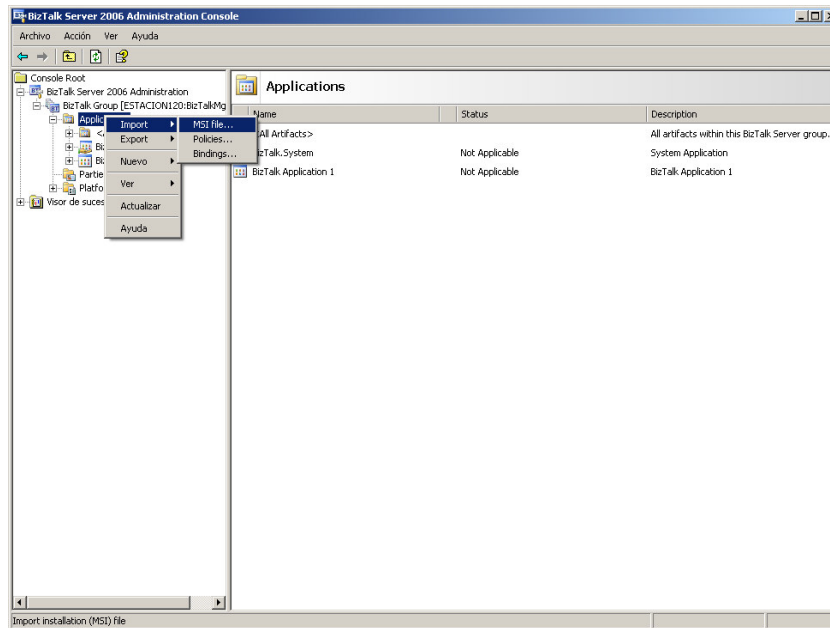 BizTalk Server 2006 Administration Console
Archivo Acción Ver Ayuda
Console Root
BizTalk Server 2006 Administration
BizTalk Group [ESTACION120:BizTalkMg
Applic
Partie
Platfo
Visor de suces
Import
Export
Nuevo
Ver
Actualizar
Ayuda
MSI file...
Policies...
Bindings...
Applications
Name Status Description
All Artifacts> All artifacts within this BizTalk Server group.
izTalk.System Not Applicable System Application
BizTalk Application 1 Not Applicable BizTalk Application 1
Import installation (MSI) file